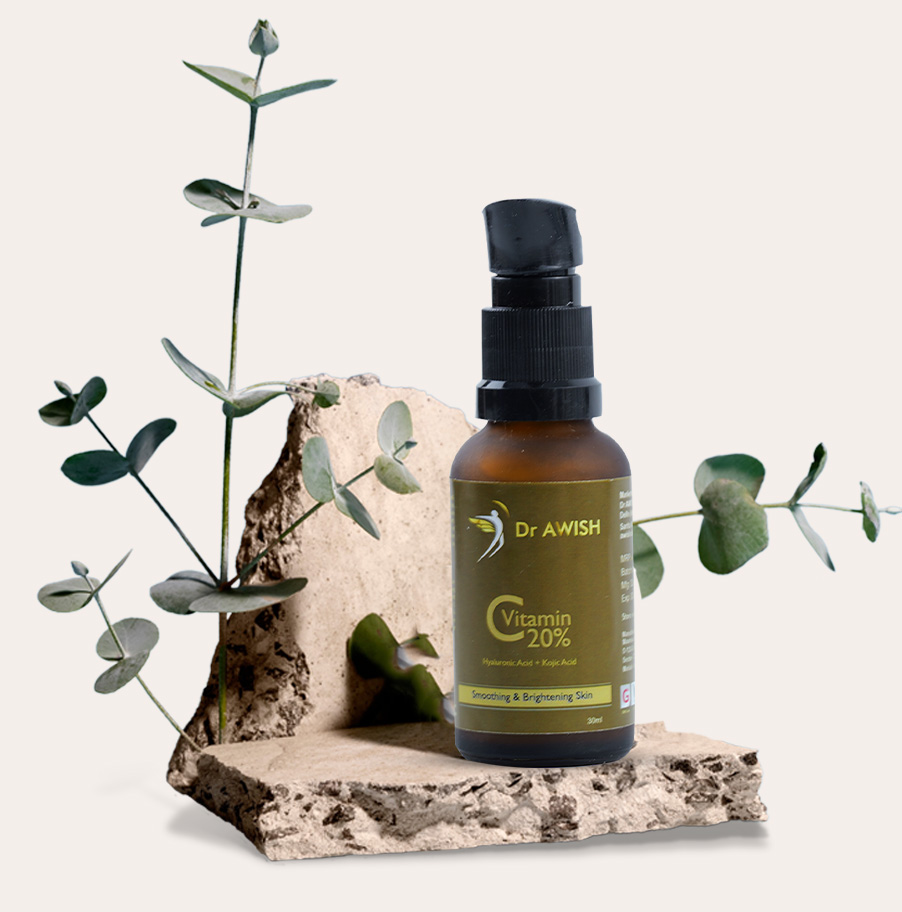 Dr AWISH
C Vitamin
20%
Hyaluronic Acid + Kojic Acid
Smoothing & Brightening Skin
30ml